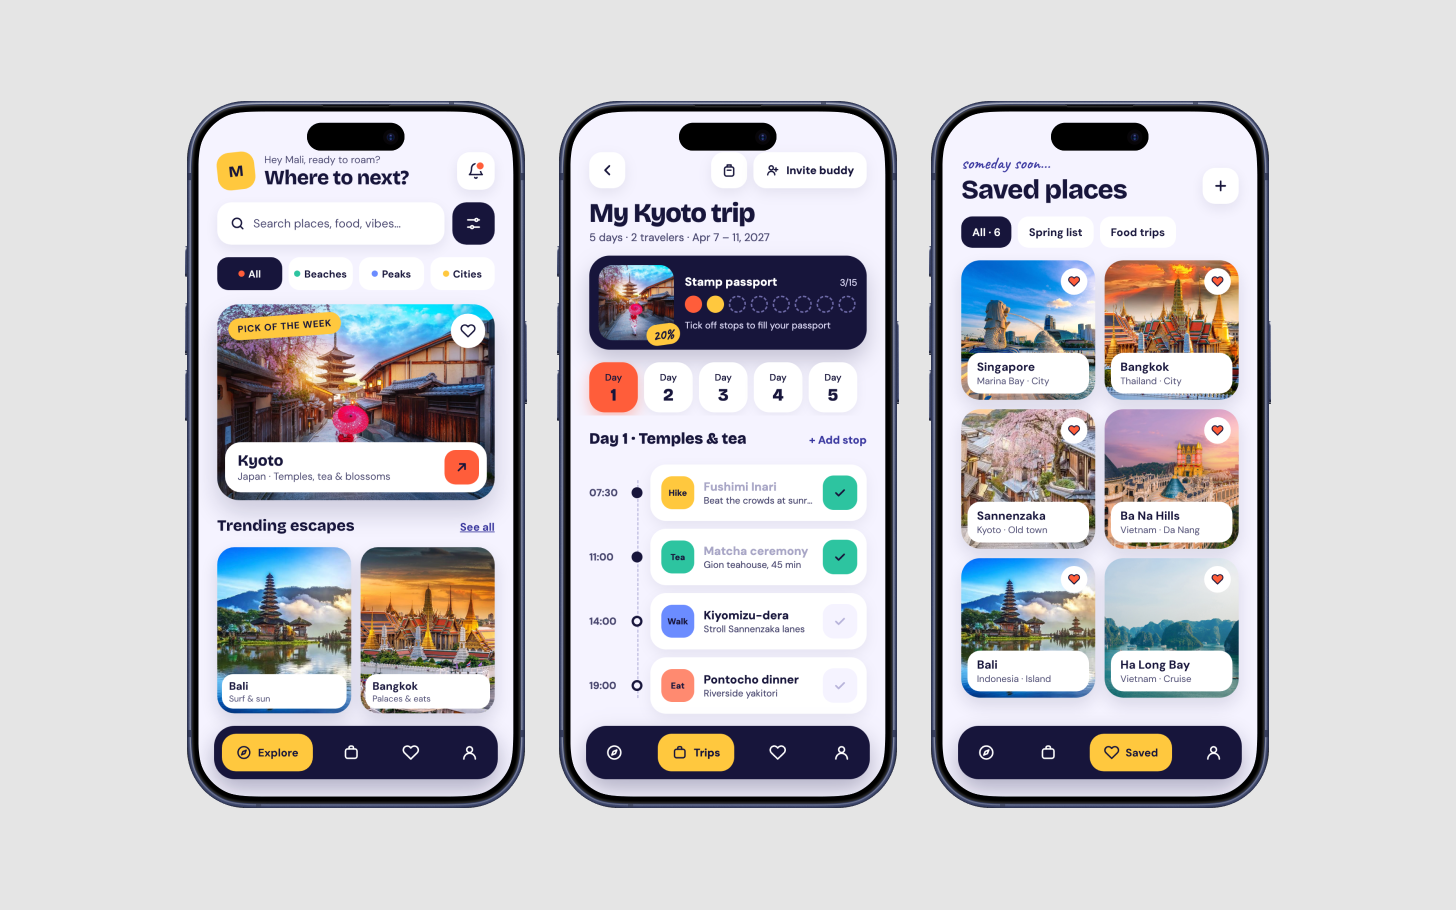 M
Hey Mali, ready to roam?
Where to next?
Search places, food, vibes...
All
Beaches
Peaks
Cities
PICK OF THE WEEK
Kyoto
Japan · Temples, tea & blossoms
Trending escapes
See all
Bali
Surf & sun
Bangkok
Palaces & eats
Explore
Invite buddy
My Kyoto trip
5 days · 2 travelers · Apr 7 – 11, 2027
Stamp passport
3/15
20%
Tick off stops to fill your passport
Day
1
Day
2
Day
3
Day
4
Day
5
Day 1 · Temples & tea
+ Add stop
07:30
Hike
Fushimi Inari
Beat the crowds at sunr...
11:00
Tea
Matcha ceremony
Gion teahouse, 45 min
14:00
Walk
Kiyomizu-dera
Stroll Sannenzaka lanes
19:00
Eat
Pontocho dinner
Riverside yakitori
Trips
someday soon...
Saved places
All · 6
Spring list
Food trips
Singapore
Marina Bay · City
Bangkok
Thailand · City
Sannenzaka
Kyoto · Old town
Ba Na Hills
Vietnam · Da Nang
Bali
Indonesia · Island
Ha Long Bay
Vietnam · Cruise
Saved